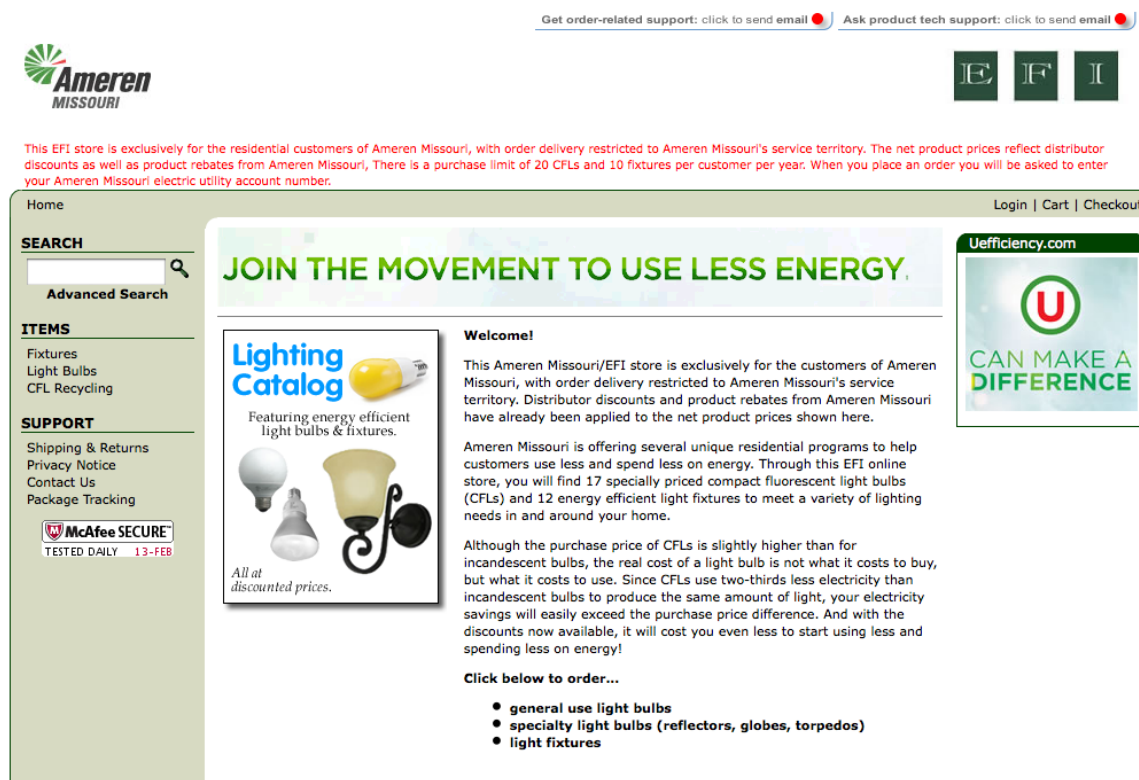 Get order-related support: click to send email
Ask product tech support: click to send email
Ameren
MISSOURI
E F I
This EFI store is exclusively for the residential customers of Ameren Missouri, with order delivery restricted to Ameren Missouri's service territory. The net product prices reflect distributor
discounts as well as product rebates from Ameren Missouri, There is a purchase limit of 20 CFLs and 10 fixtures per customer per year. When you place an order you will be asked to enter
your Ameren Missouri electric utility account number.
Home
Login | Cart | Checkout
SEARCH
Advanced Search
ITEMS
Fixtures
Light Bulbs
CFL Recycling
SUPPORT
Shipping & Returns
Privacy Notice
Contact Us
Package Tracking
McAfee SECURE™
TESTED DAILY 13-FEB
JOIN THE MOVEMENT TO USE LESS ENERGY.
Lighting
Catalog
Featuring energy efficient
light bulbs & fixtures.
All at
discounted prices.
Welcome!
This Ameren Missouri/EFI store is exclusively for the customers of Ameren
Missouri, with order delivery restricted to Ameren Missouri's service
territory. Distributor discounts and product rebates from Ameren Missouri
have already been applied to the net product prices shown here.
Ameren Missouri is offering several unique residential programs to help
customers use less and spend less on energy. Through this EFI online
store, you will find 17 specially priced compact fluorescent light bulbs
(CFLs) and 12 energy efficient light fixtures to meet a variety of lighting
needs in and around your home.
Although the purchase price of CFLs is slightly higher than for
incandescent bulbs, the real cost of a light bulb is not what it costs to buy,
but what it costs to use. Since CFLs use two-thirds less electricity than
incandescent bulbs to produce the same amount of light, your electricity
savings will easily exceed the purchase price difference. And with the
discounts now available, it will cost you even less to start using less and
spending less on energy!
Click below to order...
general use light bulbs
specialty light bulbs (reflectors, globes, torpedos)
light fixtures
Uefficiency.com
U
CAN MAKE A
DIFFERENCE